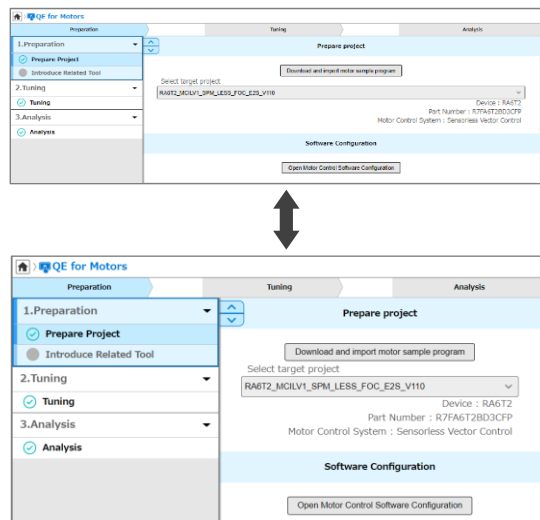 QE for Motors
Preparation
Tuning
Analysis
1.Preparation
Prepare Project
Introduce Related Tool
2.Tuning
Tuning
3.Analysis
Analysis
Prepare project
Download and import motor sample program
Select target project
RA6T2_MCILV1_SPM_LESS_FOC_E2S_V110
Device : RA6T2
Part Number : R7FA6T2BD3CFP
Motor Control System : Sensorless Vector Control
Software Configuration
Open Motor Control Software Configuration
QE for Motors
Preparation
Tuning
Analysis
1.Preparation
Prepare Project
Introduce Related Tool
2.Tuning
Tuning
3.Analysis
Analysis
Prepare project
Download and import motor sample program
Select target project
RA6T2_MCILV1_SPM_LESS_FOC_E2S_V110
Device : RA6T2
Part Number : R7FA6T2BD3CFP
Motor Control System : Sensorless Vector Control
Software Configuration
Open Motor Control Software Configuration